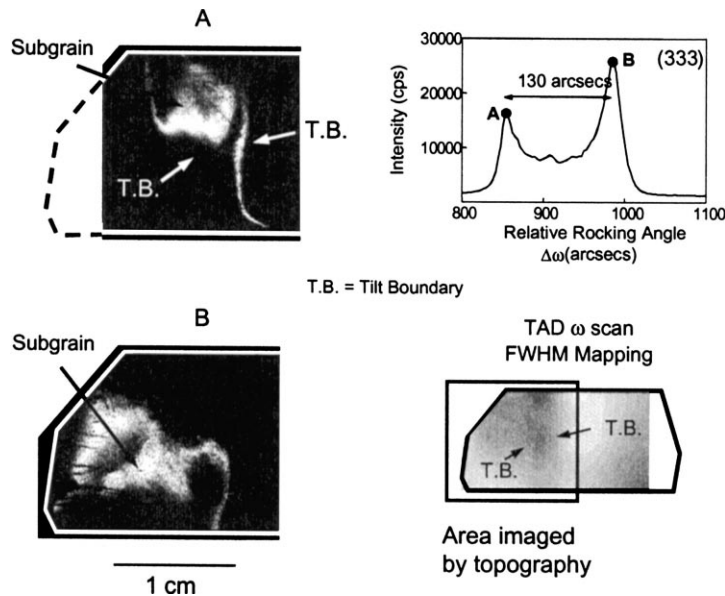 A
Subgrain
T.B.
T.B.
30000
20000
10000
0
Intensity (cps)
(333)
B
130 arcsecs
A
800 900 1000 1100
Relative Rocking Angle
Δω(arcsecs)
T.B. = Tilt Boundary
B
Subgrain
1 cm
TAD ω scan
FWHM Mapping
T.B.
T.B.
Area imaged
by topography